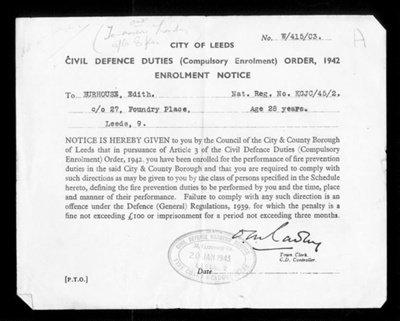 No. W/415/C3.
A
CITY OF LEEDS
CIVIL DEFENCE DUTIES (Compulsory Enrolment) ORDER, 1942
ENROLMENT NOTICE
To BURHOUSE, Edith. Nat. Reg. No. KGJC/45/2.
c/o 27, Foundry Place, Age 28 years.
Leeds, 9.
NOTICE IS HEREBY GIVEN to you by the Council of the City & County Borough
of Leeds that in pursuance of Article 3 of the Civil Defence Duties (Compulsory
Enrolment) Order, 1942, you have been enrolled for the performance of fire prevention
duties in the said City & County Borough and that you are required to comply with
such directions as may be given to you by the class of persons specified in the Schedule
hereto, defining the fire prevention duties to be performed by you and the time, place
and manner of their performance. Failure to comply with any such direction is an
offence under the Defence (General) Regulations, 1939, for which the penalty is a
fine not exceeding £100 or imprisonment for a period not exceeding three months.
Town Clerk.
C.D. Controller.
20 JAN 1943
Date
[P.T.O.]